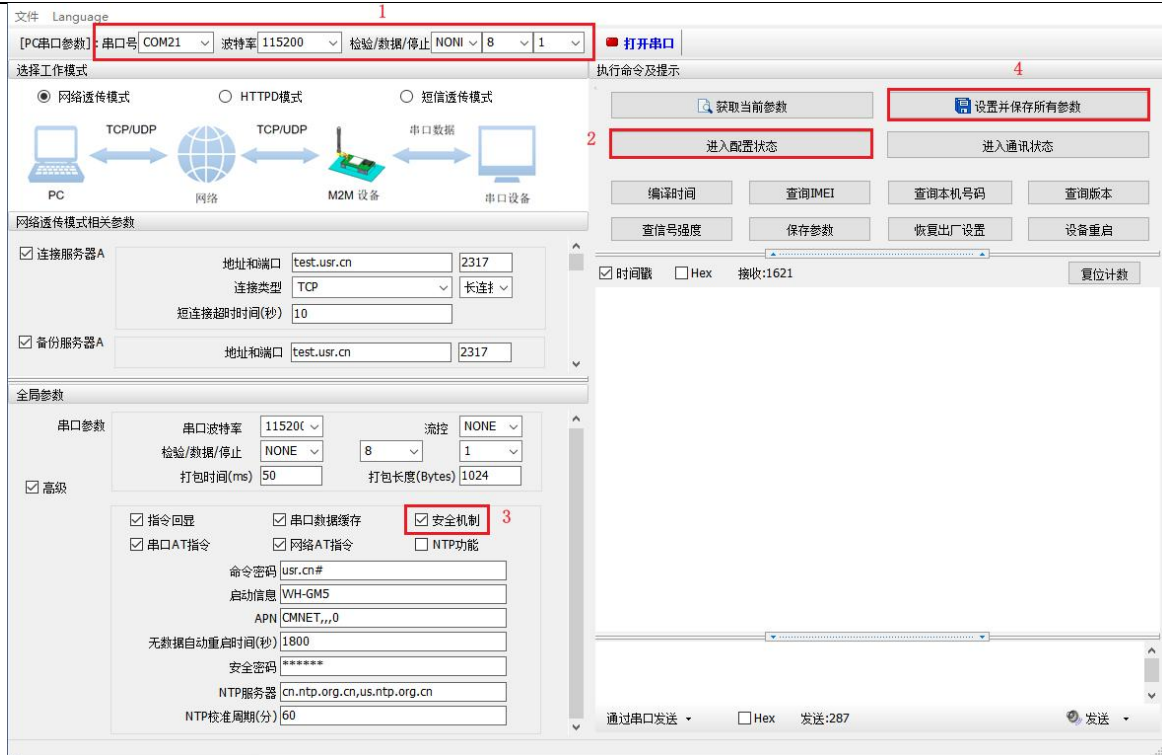 文件 Language
1
[PC串口参数]: 串口号 COM21 波特率 115200 检验/数据/停止 NONI 8 1 打开串口
选择工作模式
网络透传模式 HTTPD模式 短信透传模式
TCP/UDP TCP/UDP 串口数据
PC 网络 M2M 设备 串口设备
网络透传模式相关参数
连接服务器A
地址和端口 test.usr.cn 2317
连接类型 TCP 长连接
短连接超时时间(秒) 10
备份服务器A
地址和端口 test.usr.cn 2317
全局参数
串口参数
串口波特率 11520( 流控 NONE
检验/数据/停止 NONE 8 1
打包时间(ms) 50 打包长度(Bytes) 1024
高级
指令回显 串口数据缓存 安全机制 3
串口AT指令 网络AT指令 NTP功能
命令密码 usr.cn#
启动信息 WH-GM5
APN CMNET,,,0
无数据自动重启时间(秒) 1800
安全密码 ******
NTP服务器 cn.ntp.org.cn,us.ntp.org.cn
NTP校准周期(分) 60
执行命令及提示
4
获取当前参数 设置并保存所有参数
2 进入配置状态 进入通讯状态
编译时间 查询IMEI 查询本机号码 查询版本
查信号强度 保存参数 恢复出厂设置 设备重启
时间戳 Hex 接收:1621 复位计数
通过串口发送 Hex 发送:287 发送